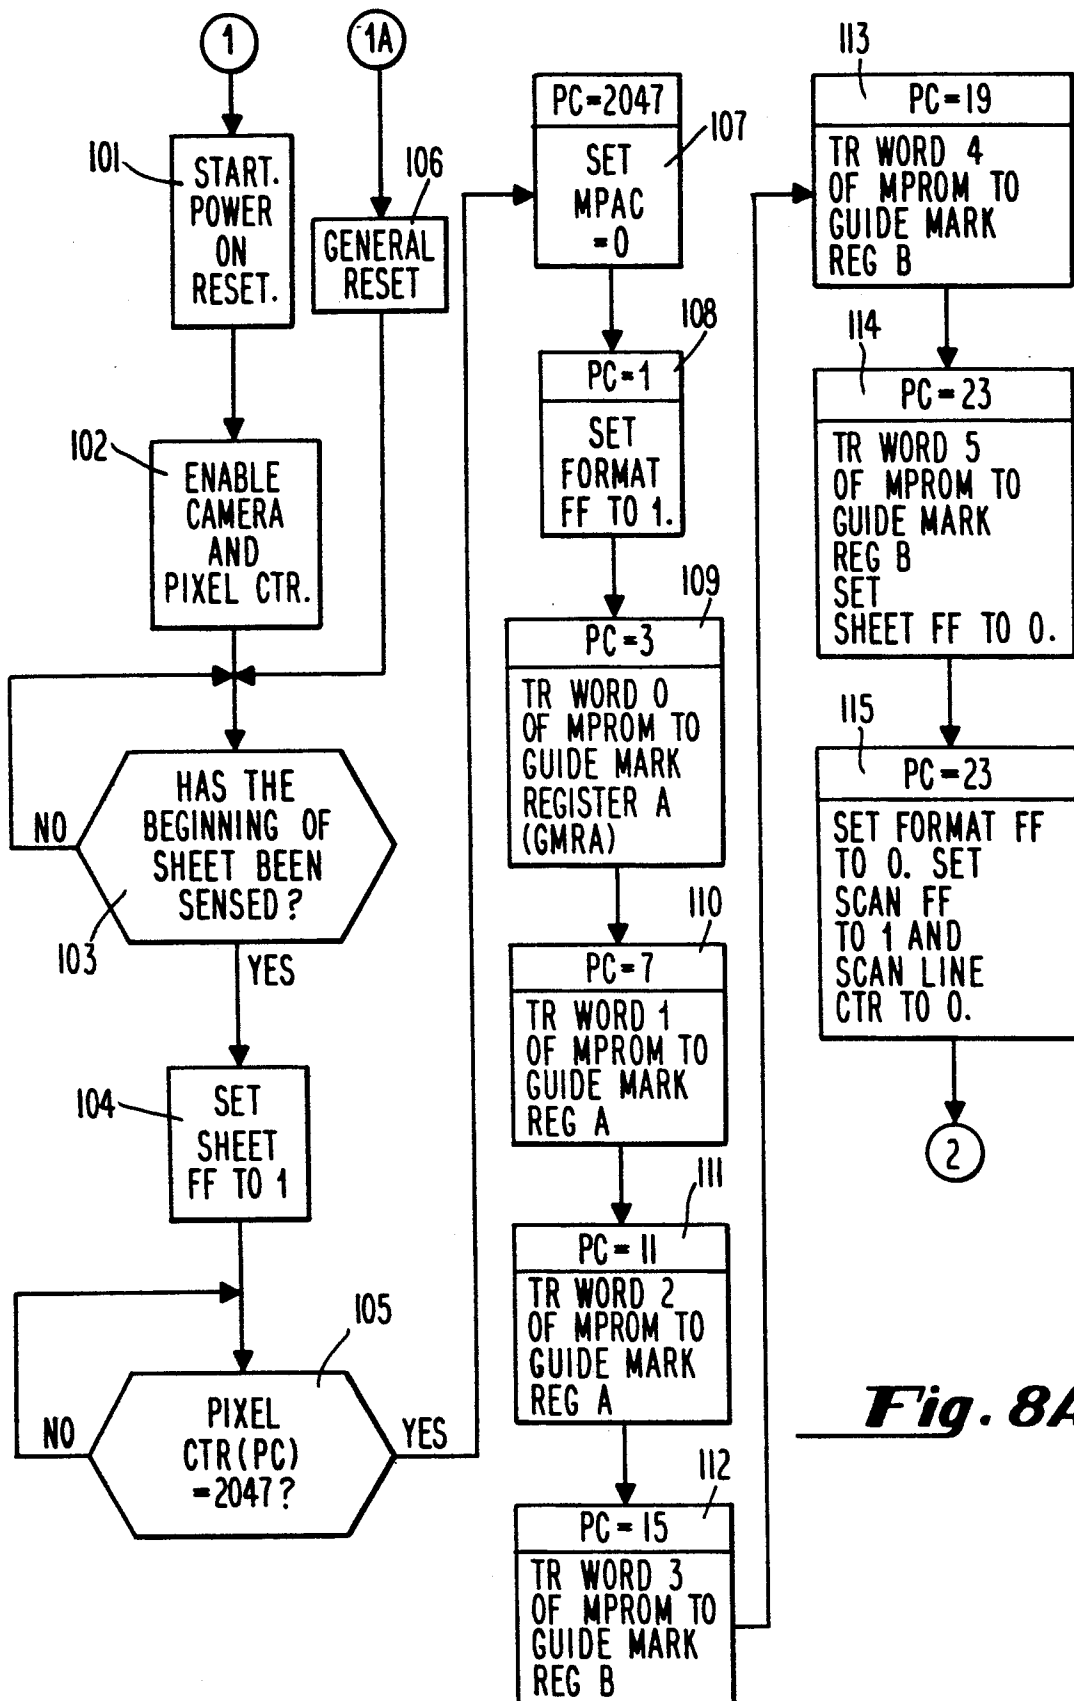 1
101
START.
POWER
ON
RESET.
102
ENABLE
CAMERA
AND
PIXEL CTR.
HAS THE
BEGINNING OF
SHEET BEEN
SENSED?
NO
103
YES
104
SET
SHEET
FF TO 1
105
PIXEL
CTR(PC)
=2047?
NO
YES
1A
106
GENERAL
RESET
PC=2047
107
SET
MPAC
=0
108
PC=1
SET
FORMAT
FF TO 1.
109
PC=3
TR WORD 0
OF MPROM TO
GUIDE MARK
REGISTER A
(GMRA)
110
PC=7
TR WORD 1
OF MPROM TO
GUIDE MARK
REG A
111
PC=11
TR WORD 2
OF MPROM TO
GUIDE MARK
REG A
112
PC=15
TR WORD 3
OF MPROM TO
GUIDE MARK
REG B
113
PC=19
TR WORD 4
OF MPROM TO
GUIDE MARK
REG B
114
PC=23
TR WORD 5
OF MPROM TO
GUIDE MARK
REG B
SET
SHEET FF TO 0.
115
PC=23
SET FORMAT FF
TO 0. SET
SCAN FF
TO 1 AND
SCAN LINE
CTR TO 0.
2
Fig. 8A